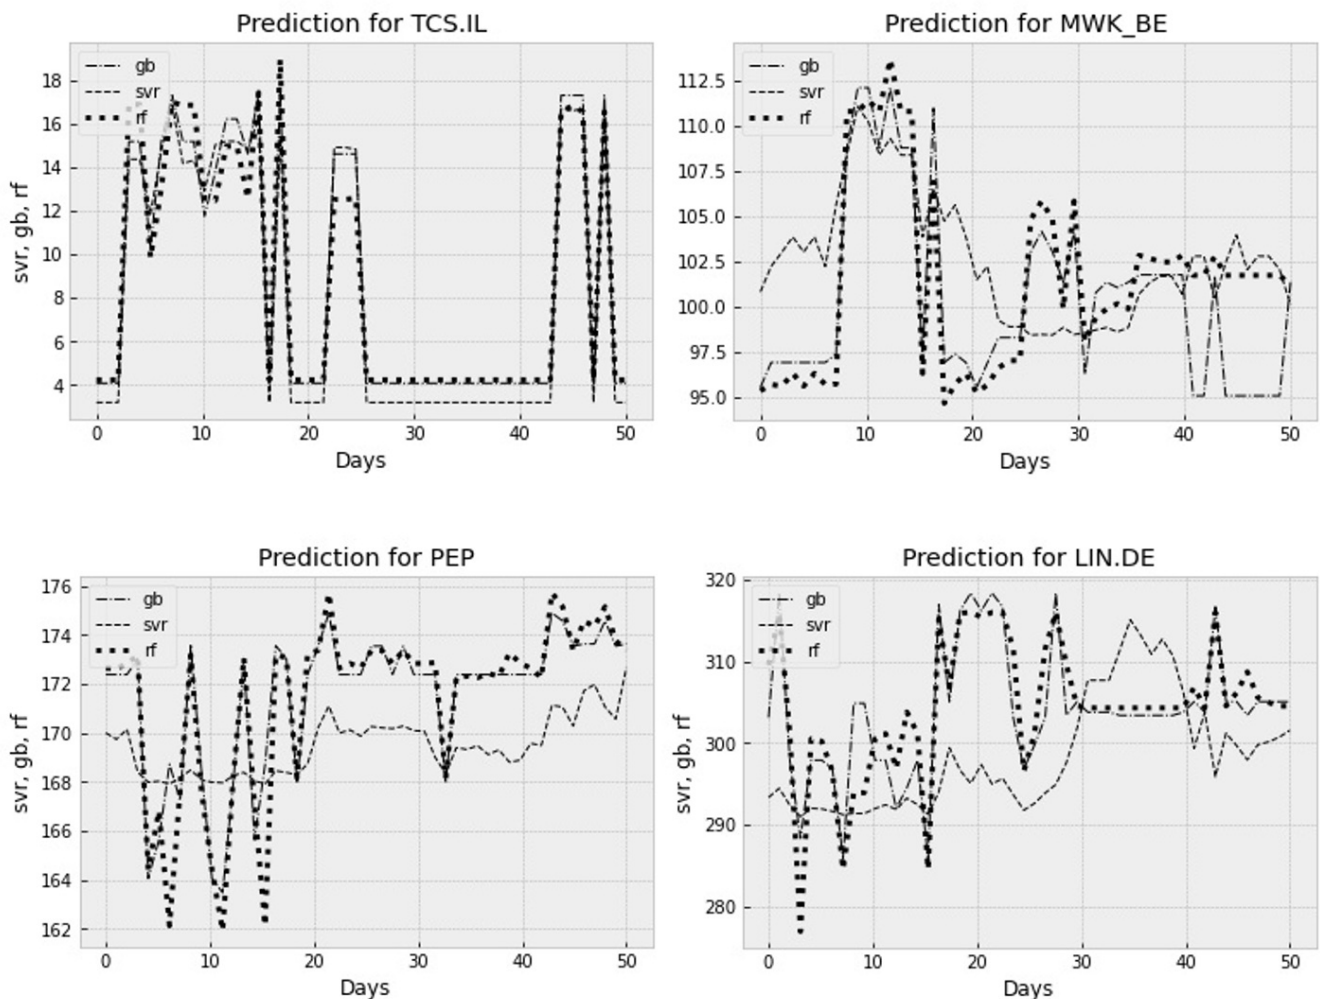 Prediction for TCS.IL
gb
svr
rf
18
16
14
12
10
8
6
4
svr, gb, rf
0 10 20 30 40 50
Days
Prediction for MWK_BE
gb
svr
rf
112.5
110.0
107.5
105.0
102.5
100.0
97.5
95.0
0 10 20 30 40 50
Days
Prediction for PEP
gb
svr
rf
176
174
172
170
168
166
164
162
svr, gb, rf
0 10 20 30 40 50
Days
Prediction for LIN.DE
gb
svr
rf
320
310
300
290
280
svr, gb, rf
0 10 20 30 40 50
Days